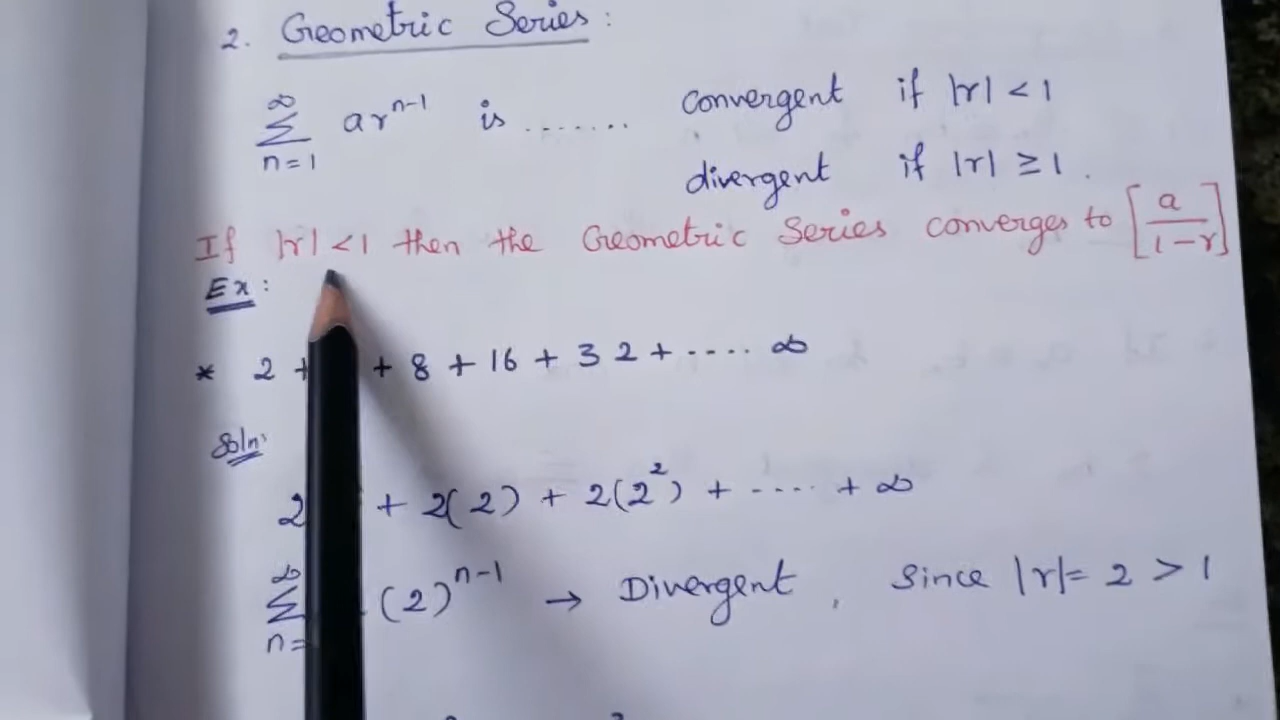 2. Geometric Series:
∞
∑ ar^{n-1} is ....... convergent if |r| < 1
n=1
divergent if |r| ≥ 1.
If |r| < 1 then the Geometric Series converges to [a/(1-r)]
Ex:
* 2 + + 8 + 16 + 32 + .... ∞
Soln:
2 + 2(2) + 2(2²) + .... + ∞
∞
∑ (2)^{n-1} → Divergent, Since |r| = 2 > 1
n=